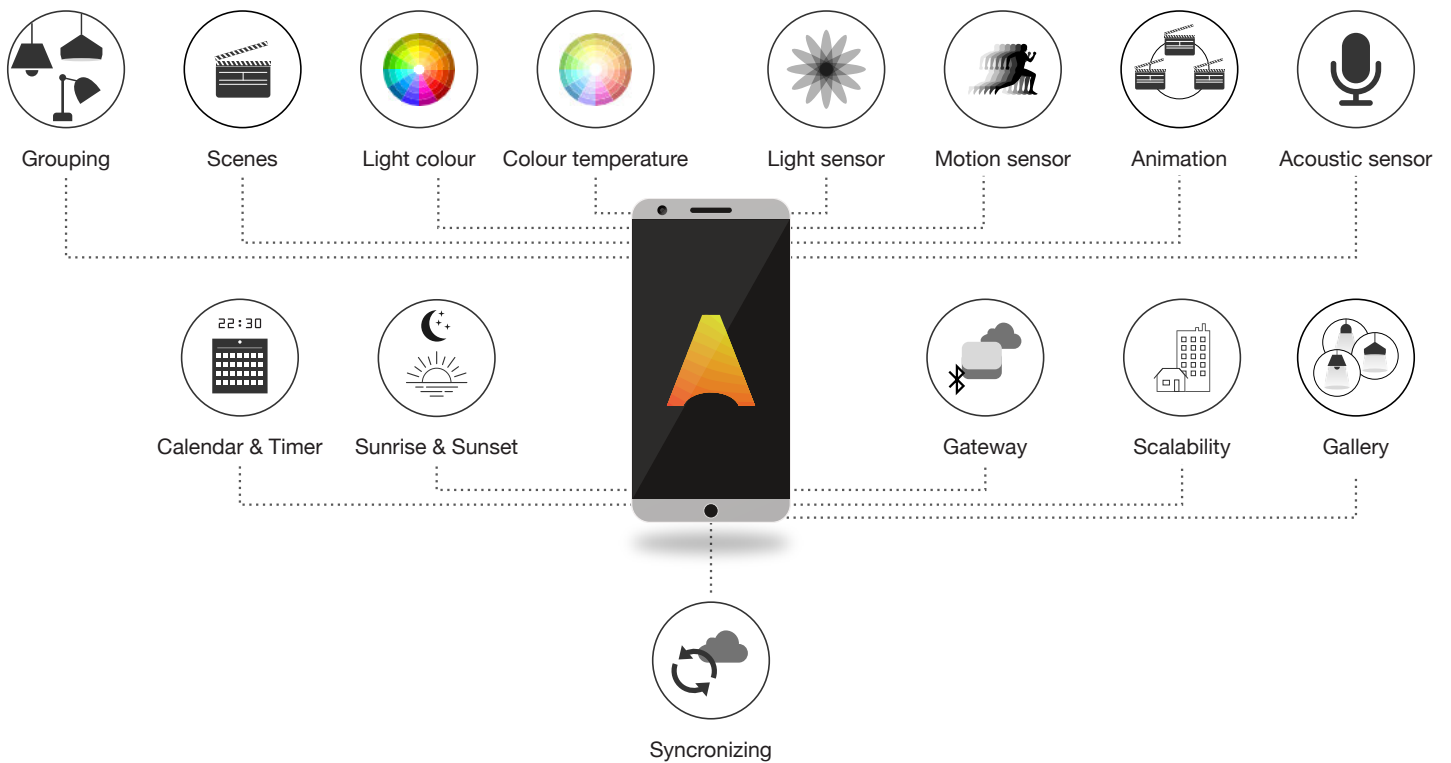 Grouping
Scenes
Light colour
Colour temperature
Light sensor
Motion sensor
Animation
Acoustic sensor
22:30
A
Calendar & Timer
Sunrise & Sunset
Gateway
Scalability
Gallery
Syncronizing